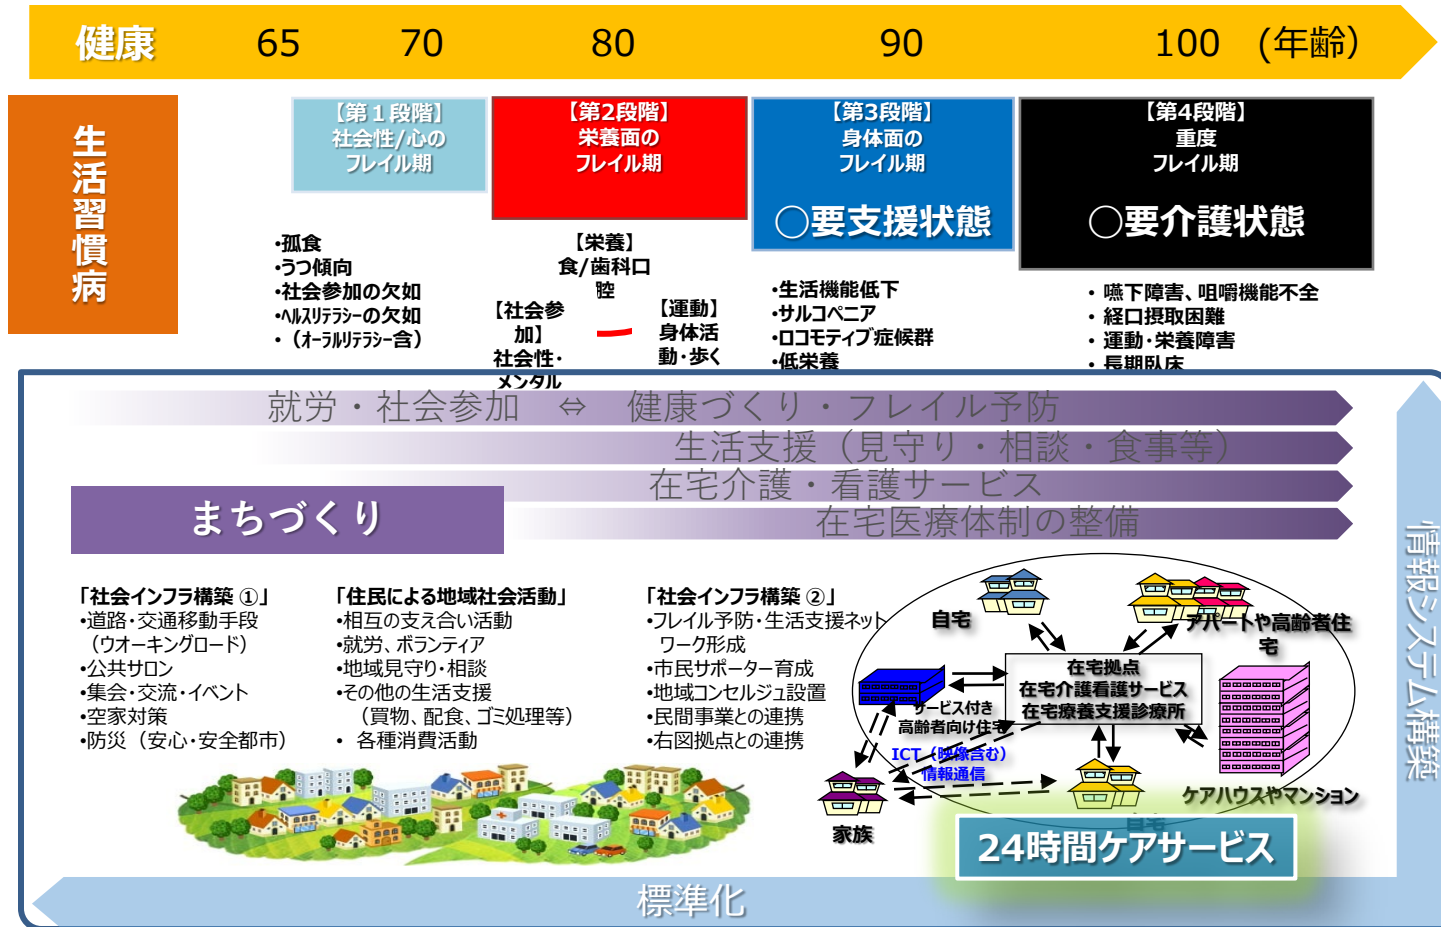 健康 65 70 80 90 100 (年齢）
生活習慣病
【第１段階】
社会性/心の
フレイル期
【第2段階】
栄養面の
フレイル期
【第3段階】
身体面の
フレイル期
○要支援状態
【第4段階】
重度
フレイル期
○要介護状態
・孤食
・うつ傾向
・社会参加の欠如
・ヘルスリテラシーの欠如
・（オーラルリテラシー含）
【栄養】
食/歯科口
腔
【社会参
加】
社会性・
メンタル
【運動】
身体活
動・歩く
・生活機能低下
・サルコペニア
・ロコモティブ症候群
・低栄養
・嚥下障害、咀嚼機能不全
・経口摂取困難
・運動・栄養障害
・長期臥床
就労・社会参加 ⇔ 健康づくり・フレイル予防
生活支援（見守り・相談・食事等）
在宅介護・看護サービス
在宅医療体制の整備
まちづくり
「社会インフラ構築 ①」
・道路・交通移動手段
（ウオーキングロード）
・公共サロン
・集会・交流・イベント
・空家対策
・防災（安心・安全都市）
「住民による地域社会活動」
・相互の支え合い活動
・就労、ボランティア
・地域見守り・相談
・その他の生活支援
（買物、配食、ゴミ処理等）
・ 各種消費活動
「社会インフラ構築 ②」
・フレイル予防・生活支援ネット
ワーク形成
・市民サポーター育成
・地域コンセルジュ設置
・民間事業との連携
・右図拠点との連携
自宅
アパートや高齢者住
宅
在宅拠点
在宅介護看護サービス
在宅療養支援診療所
サービス付き
高齢者向け住宅
ICT（映像含む）
情報通信
家族
自宅
ケアハウスやマンション
24時間ケアサービス
情報システム構築
標準化